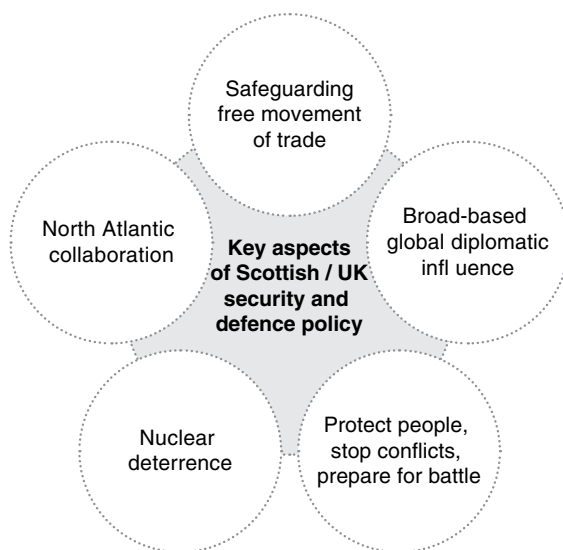 Safeguarding
free movement
of trade
North Atlantic
collaboration
Broad-based
global diplomatic
infl uence
Key aspects
of Scottish / UK
security and
defence policy
Nuclear
deterrence
Protect people,
stop conflicts,
prepare for battle